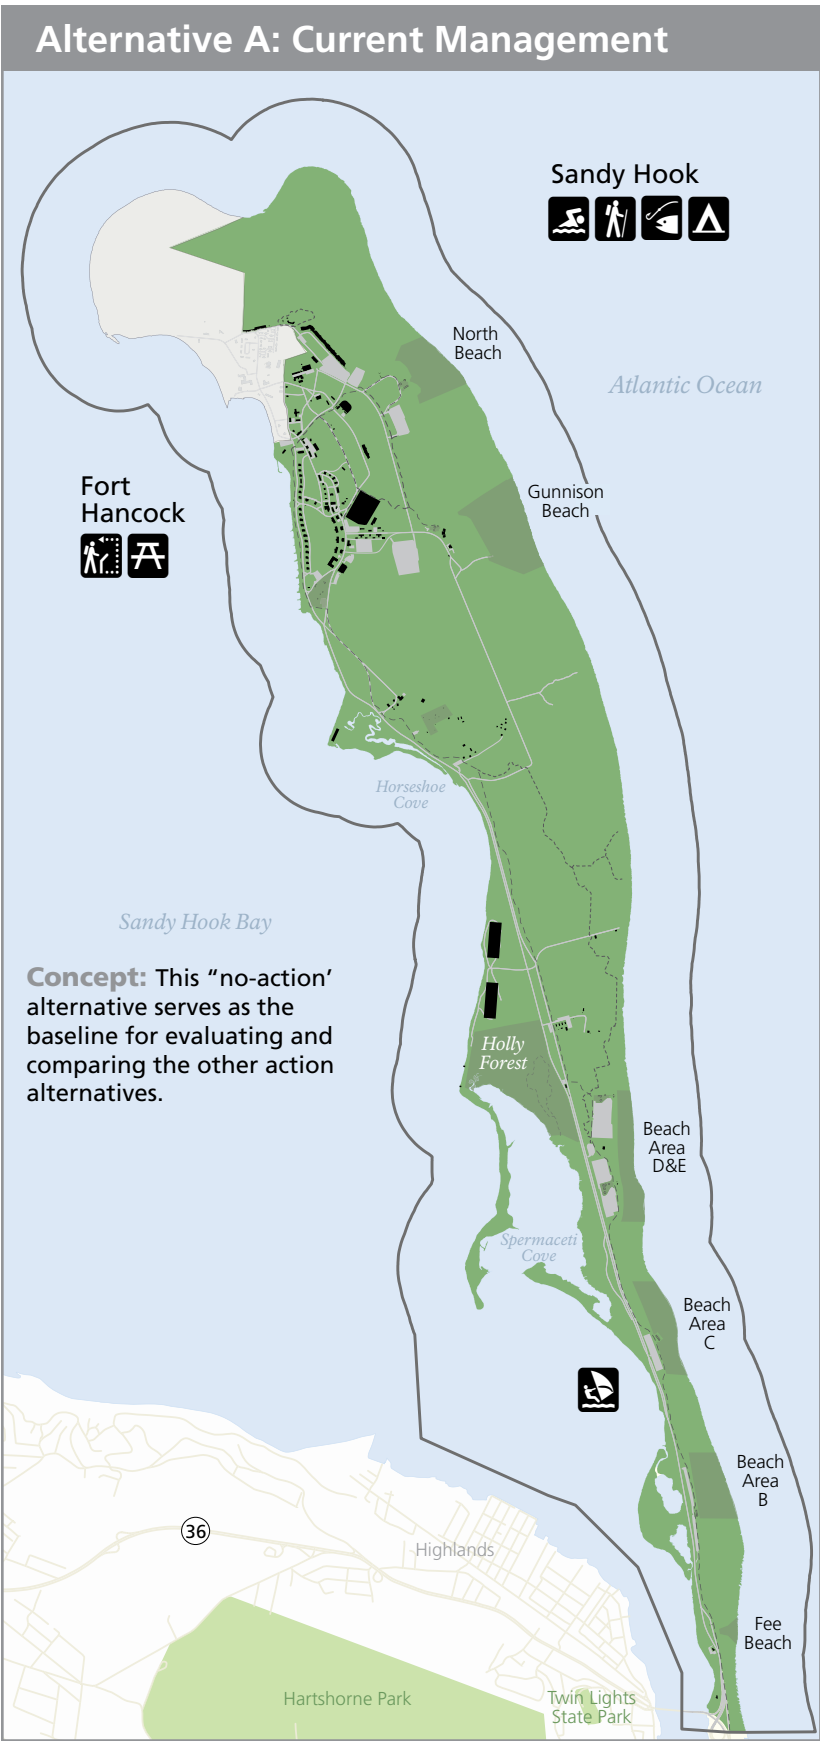 Alternative A: Current Management
Sandy Hook
North
Beach
Atlantic Ocean
Fort
Hancock
Gunnison
Beach
Horseshoe
Cove
Sandy Hook Bay
Concept: This “no-action’
alternative serves as the
baseline for evaluating and
comparing the other action
alternatives.
Holly
Forest
Beach
Area
D&E
Spermaceti
Cove
Beach
Area
C
Beach
Area
B
36
Highlands
Fee
Beach
Hartshorne Park
Twin Lights
State Park